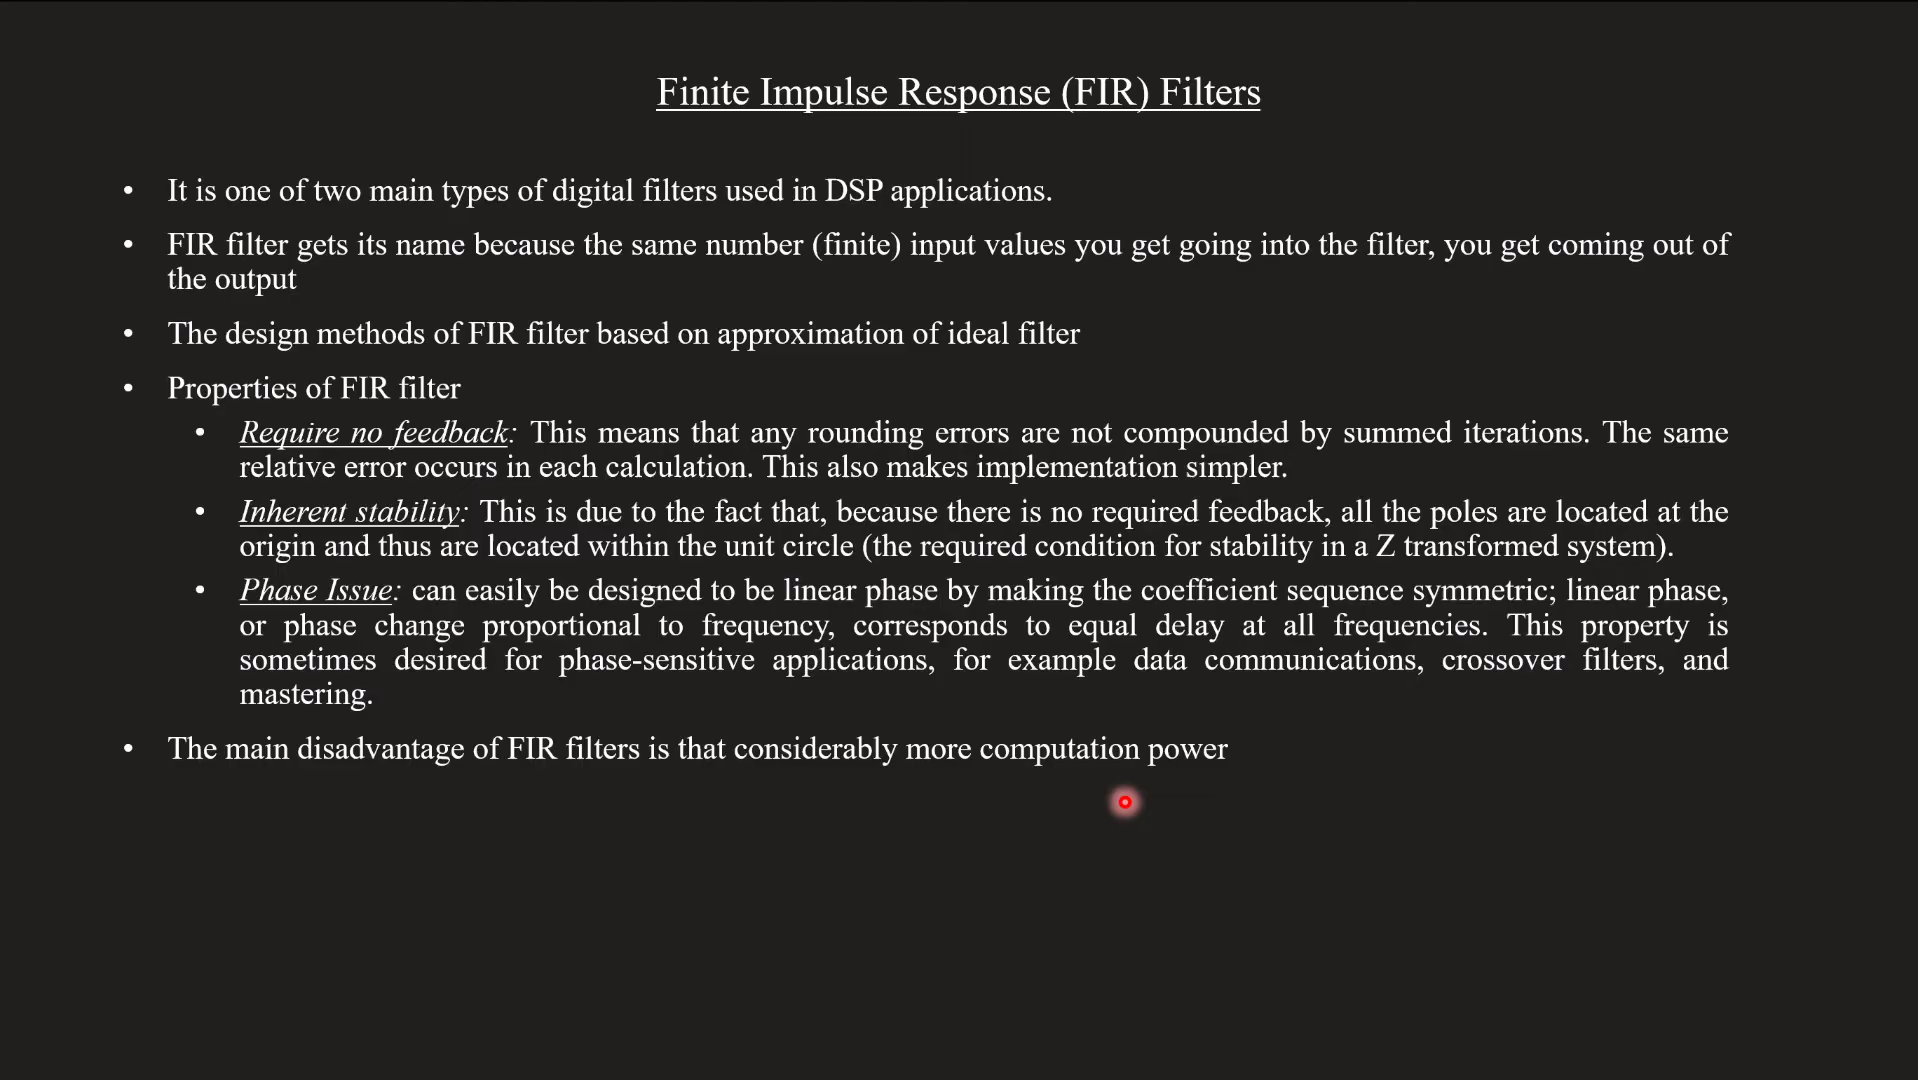 Finite Impulse Response (FIR) Filters
• It is one of two main types of digital filters used in DSP applications.
• FIR filter gets its name because the same number (finite) input values you get going into the filter, you get coming out of
the output
• The design methods of FIR filter based on approximation of ideal filter
• Properties of FIR filter
• Require no feedback: This means that any rounding errors are not compounded by summed iterations. The same
relative error occurs in each calculation. This also makes implementation simpler.
• Inherent stability: This is due to the fact that, because there is no required feedback, all the poles are located at the
origin and thus are located within the unit circle (the required condition for stability in a Z transformed system).
• Phase Issue: can easily be designed to be linear phase by making the coefficient sequence symmetric; linear phase,
or phase change proportional to frequency, corresponds to equal delay at all frequencies. This property is
sometimes desired for phase-sensitive applications, for example data communications, crossover filters, and
mastering.
• The main disadvantage of FIR filters is that considerably more computation power